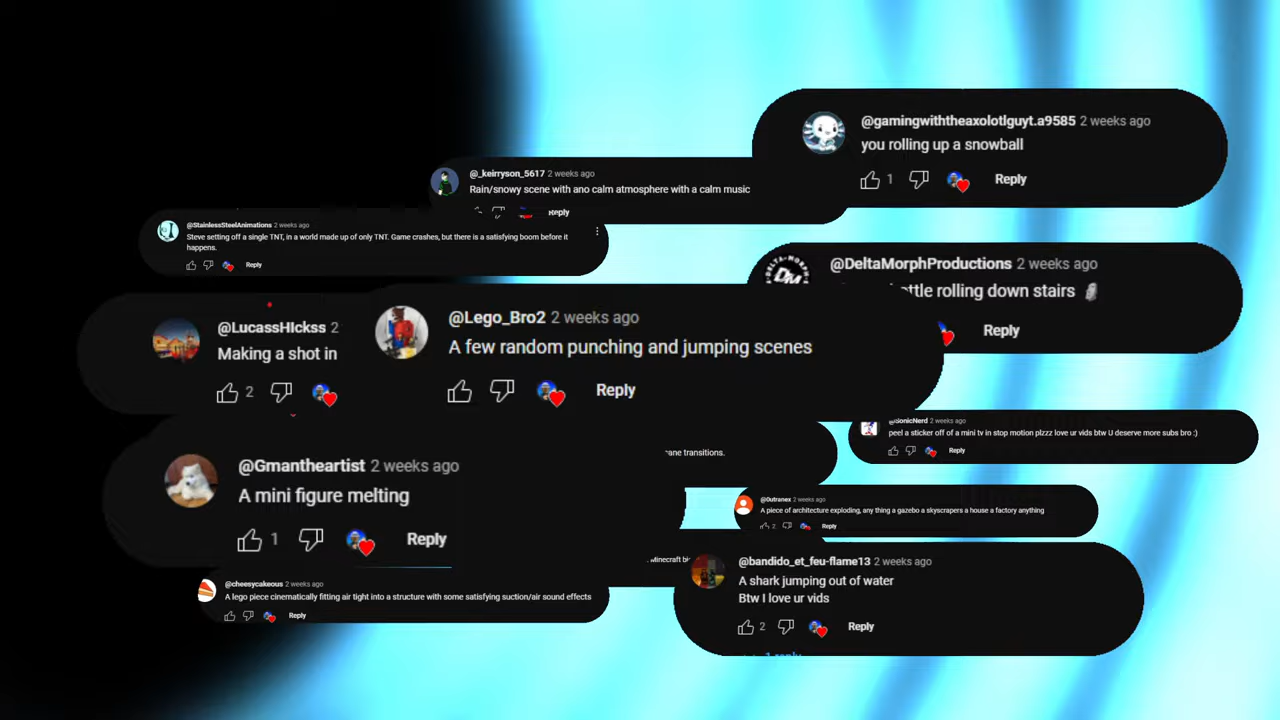 @gamingwiththeaxolotlguyt.a9585 2 weeks ago
you rolling up a snowball
1
Reply
@_keirryson_5617 2 weeks ago
Rain/snowy scene with ano calm atmosphere with a calm music
Reply
@StainlessSteelAnimations 2 weeks ago
Steve setting off a single TNT, in a world made up of only TNT. Game crashes, but there is a satisfying boom before it
happens.
Reply
@DeltaMorphProductions 2 weeks ago
rolling down stairs
Reply
@LucassHIckss 2
Making a shot in
2
@Lego_Bro2 2 weeks ago
A few random punching and jumping scenes
Reply
2 weeks ago
peel a sticker off of a mini tv in stop motion plzzz love ur vids btw U deserve more subs bro :)
Reply
transitions.
@Gmantheartist 2 weeks ago
A mini figure melting
1
Reply
@0utranex 2 weeks ago
A piece of architecture exploding, any thing a gazebo a skyscrapers a house a factory anything
2
Reply
Minecraft
@bandido_et_feu-flame13 2 weeks ago
A shark jumping out of water
Btw I love ur vids
2
Reply
@cheesycakeous 2 weeks ago
A lego piece cinematically fitting air tight into a structure with some satisfying suction/air sound effects
Reply